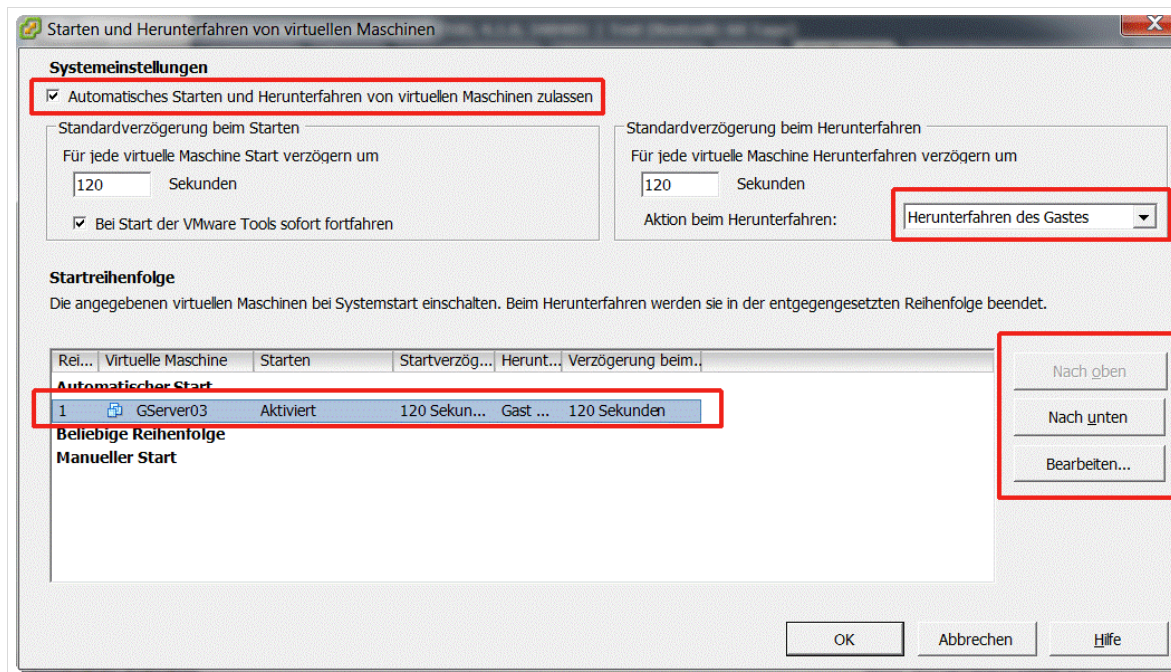 Starten und Herunterfahren von virtuellen Maschinen
Systemeinstellungen
Automatisches Starten und Herunterfahren von virtuellen Maschinen zulassen
Standardverzögerung beim Starten
Für jede virtuelle Maschine Start verzögern um
120 Sekunden
Bei Start der VMware Tools sofort fortfahren
Standardverzögerung beim Herunterfahren
Für jede virtuelle Maschine Herunterfahren verzögern um
120 Sekunden
Aktion beim Herunterfahren: Herunterfahren des Gastes
Startreihenfolge
Die angegebenen virtuellen Maschinen bei Systemstart einschalten. Beim Herunterfahren werden sie in der entgegengesetzten Reihenfolge beendet.
Rei... Virtuelle Maschine Starten Startverzög... Herunt... Verzögerung beim...
Automatischer Start
1 GServer03 Aktiviert 120 Sekun... Gast ... 120 Sekunden
Beliebige Reihenfolge
Manueller Start
Nach oben
Nach unten
Bearbeiten...
OK Abbrechen Hilfe